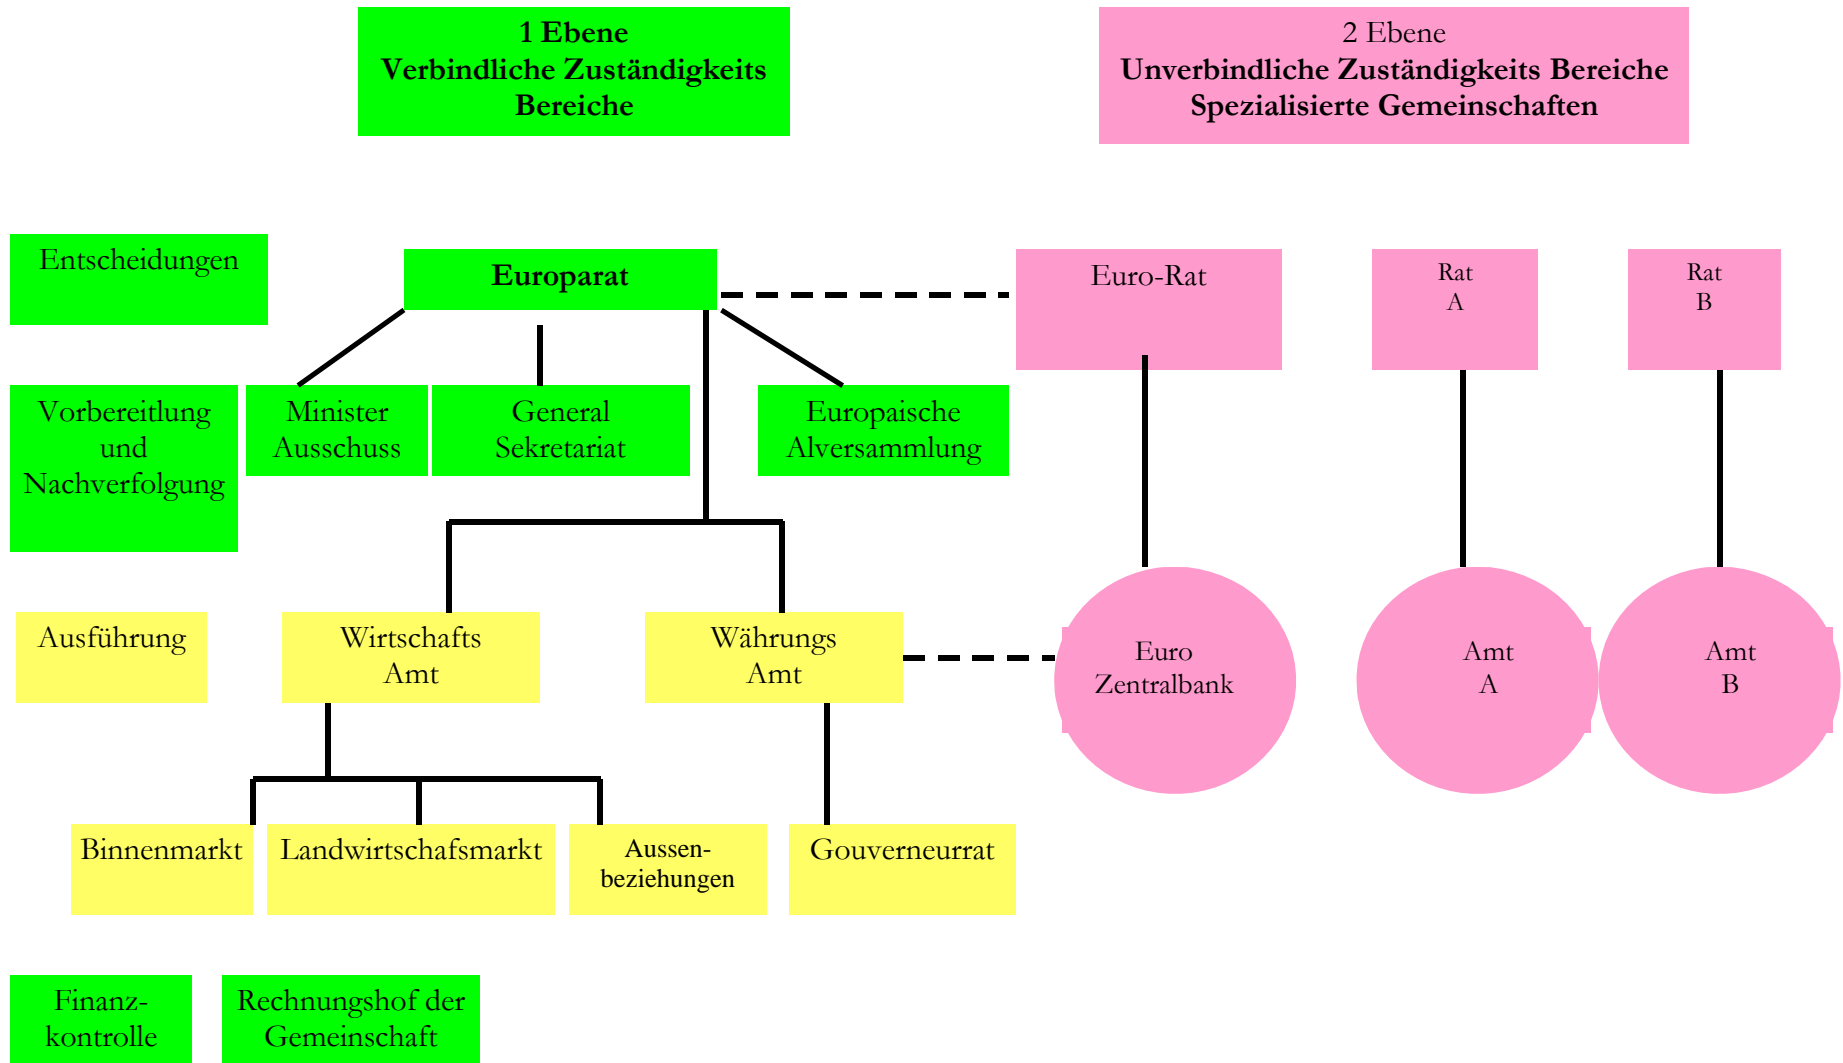 1 Ebene
Verbindliche Zuständigkeits
Bereiche
2 Ebene
Unverbindliche Zuständigkeits Bereiche
Spezialisierte Gemeinschaften
Entscheidungen
Europarat
Euro-Rat
Rat
A
Rat
B
Vorbereitlung
und
Nachverfolgung
Minister
Ausschuss
General
Sekretariat
Europaische
Alversammlung
Ausführung
Wirtschafts
Amt
Währungs
Amt
Euro
Zentralbank
Amt
A
Amt
B
Binnenmarkt
Landwirtschafsmarkt
Aussen-
beziehungen
Gouverneurrat
Finanz-
kontrolle
Rechnungshof der
Gemeinschaft